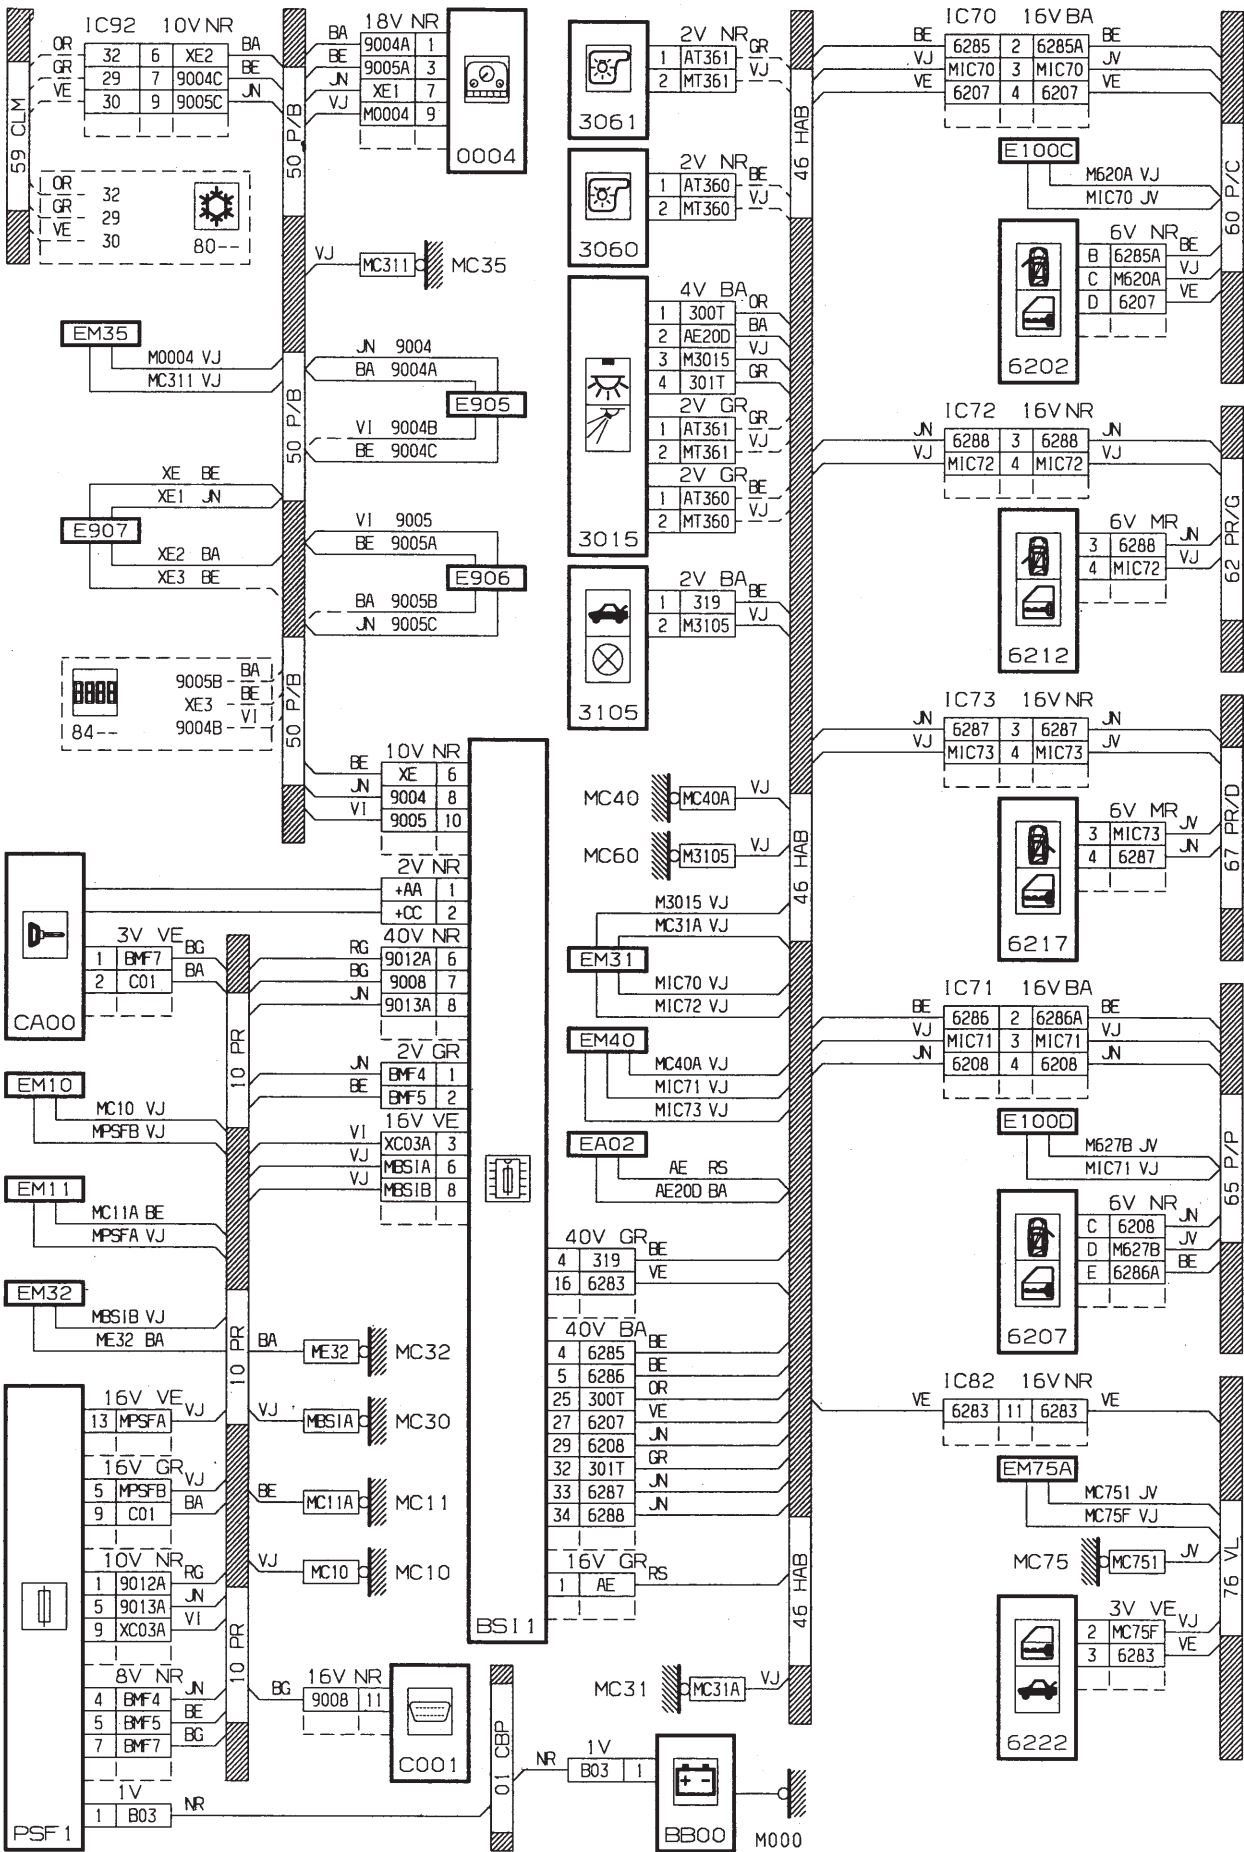 59 CLM
OR
GR
VE
IC92 10V NR
32 6 XE2 BA
29 7 9004C BE
30 9 9005C JN
OR 32
GR 29
VE 30
80--
50 P/B
18V NR
BA 9004A 1
BE 9005A 3
JN XE1 7
VJ M0004 9
0004
VJ MC311 MC35
EM35
M0004 VJ
MC311 VJ
50 P/B
JN 9004
BA 9004A
E905
VI 9004B
BE 9004C
XE BE
XE1 JN
E907
XE2 BA
XE3 BE
VI 9005
BE 9005A
E906
BA 9005B
JN 9005C
84--
9005B BA
XE3 BE
9004B VI
50 P/B
10V NR
BE XE 6
JN 9004 8
VI 9005 10
2V NR
+AA 1
+CC 2
40V NR
RG 9012A 6
BG 9008 7
JN 9013A 8
2V GR
JN BMF4 1
BE BMF5 2
16V VE
VI XC03A 3
VJ MBSIA 6
VJ MBSIB 8
BSI1
CA00
3V VE
1 BMF7 BG
2 C01 BA
10 PR
EM10
MC10 VJ
MPSFB VJ
EM11
MC11A BE
MPSFA VJ
EM32
MBSIB VJ
ME32 BA
10 PR
BA ME32 MC32
VJ MBSIA MC30
BE MC11A MC11
VJ MC10 MC10
PSF1
16V VE
13 MPSFA VJ
16V GR
5 MPSFB VJ
9 C01 BA
10V NR
1 9012A RG
5 9013A JN
9 XC03A VI
8V NR
4 BMF4 JN
5 BMF5 BE
7 BMF7 BG
1V
1 B03 NR
10 PR
16V NR
BG 9008 11
C001
01 CBP
NR
1V
B03 1
BB00
M000
3061
2V NR
1 AT361 GR
2 MT361 VJ
3060
2V NR
1 AT360 BE
2 MT360 VJ
46 HAB
3015
4V BA
1 300T OR
2 AE20D BA
3 M3015 VJ
4 301T GR
2V GR
1 AT361 GR
2 MT361 VJ
2V GR
1 AT360 BE
2 MT360 VJ
3105
2V BA
1 319 BE
2 M3105 VJ
MC40 MC40A VJ
MC60 M3105 VJ
46 HAB
M3015 VJ
MC31A VJ
EM31
MIC70 VJ
MIC72 VJ
EM40
MC40A VJ
MIC71 VJ
MIC73 VJ
EA02
AE RS
AE20D BA
40V GR
4 319 BE
16 6283 VE
40V BA
4 6285 BE
5 6286 BE
25 300T OR
27 6207 VE
29 6208 JN
32 301T GR
33 6287 JN
34 6288 JN
16V GR
1 AE RS
46 HAB
MC31 MC31A VJ
IC70 16V BA
BE 6285 2 6285A BE
VJ MIC70 3 MIC70 JV
VE 6207 4 6207 VE
E100C
M620A VJ
MIC70 JV
60 P/C
6202
6V NR
B 6285A BE
C M620A VJ
D 6207 VE
IC72 16V NR
JN 6288 3 6288 JN
VJ MIC72 4 MIC72 VJ
62 PR/G
6212
6V MR
3 6288 JN
4 MIC72 VJ
IC73 16V NR
JN 6287 3 6287 JN
VJ MIC73 4 MIC73 JV
67 PR/D
6217
6V MR
3 MIC73 JV
4 6287 JN
IC71 16V BA
BE 6286 2 6286A BE
VJ MIC71 3 MIC71 VJ
JN 6208 4 6208 JN
E100D
M627B JV
MIC71 VJ
65 P/P
6207
6V NR
C 6208 JN
D M627B JV
E 6286A BE
IC82 16V NR
VE 6283 11 6283 VE
EM75A
MC751 JV
MC75F VJ
MC75 MC751 JV
76 VL
6222
3V VE
2 MC75F VJ
3 6283 VE